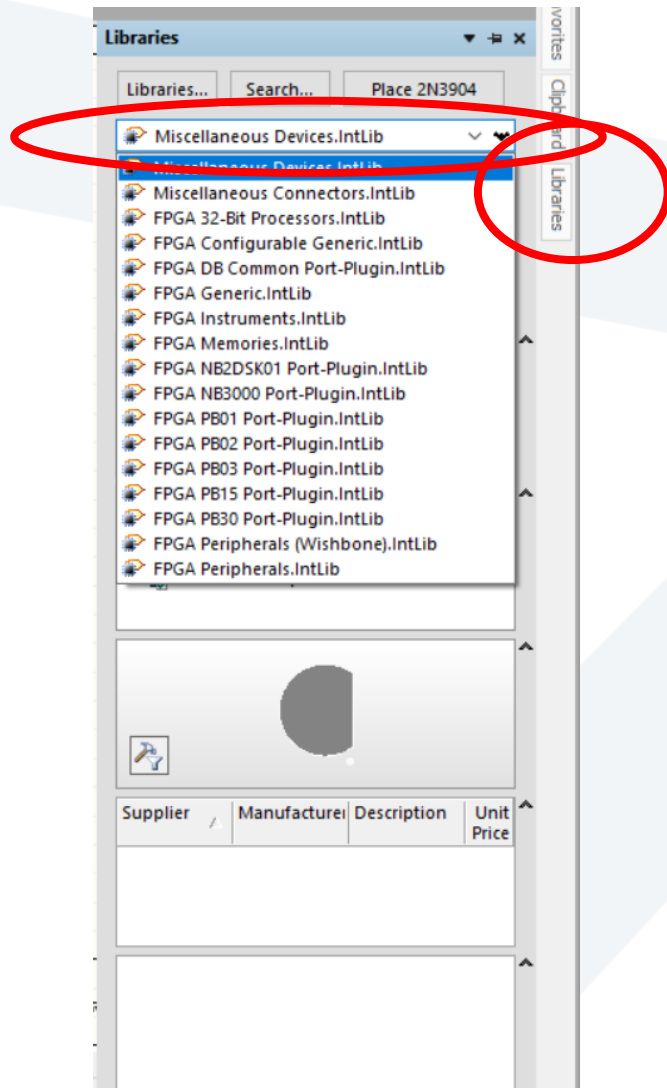 Libraries
Libraries...
Search...
Place 2N3904
Miscellaneous Devices.IntLib
Miscellaneous Devices.IntLib
Miscellaneous Connectors.IntLib
FPGA 32-Bit Processors.IntLib
FPGA Configurable Generic.IntLib
FPGA DB Common Port-Plugin.IntLib
FPGA Generic.IntLib
FPGA Instruments.IntLib
FPGA Memories.IntLib
FPGA NB2DSK01 Port-Plugin.IntLib
FPGA NB3000 Port-Plugin.IntLib
FPGA PB01 Port-Plugin.IntLib
FPGA PB02 Port-Plugin.IntLib
FPGA PB03 Port-Plugin.IntLib
FPGA PB15 Port-Plugin.IntLib
FPGA PB30 Port-Plugin.IntLib
FPGA Peripherals (Wishbone).IntLib
FPGA Peripherals.IntLib
Supplier
Manufacturer
Description
Unit
Price
vorites
Clipboard
Libraries